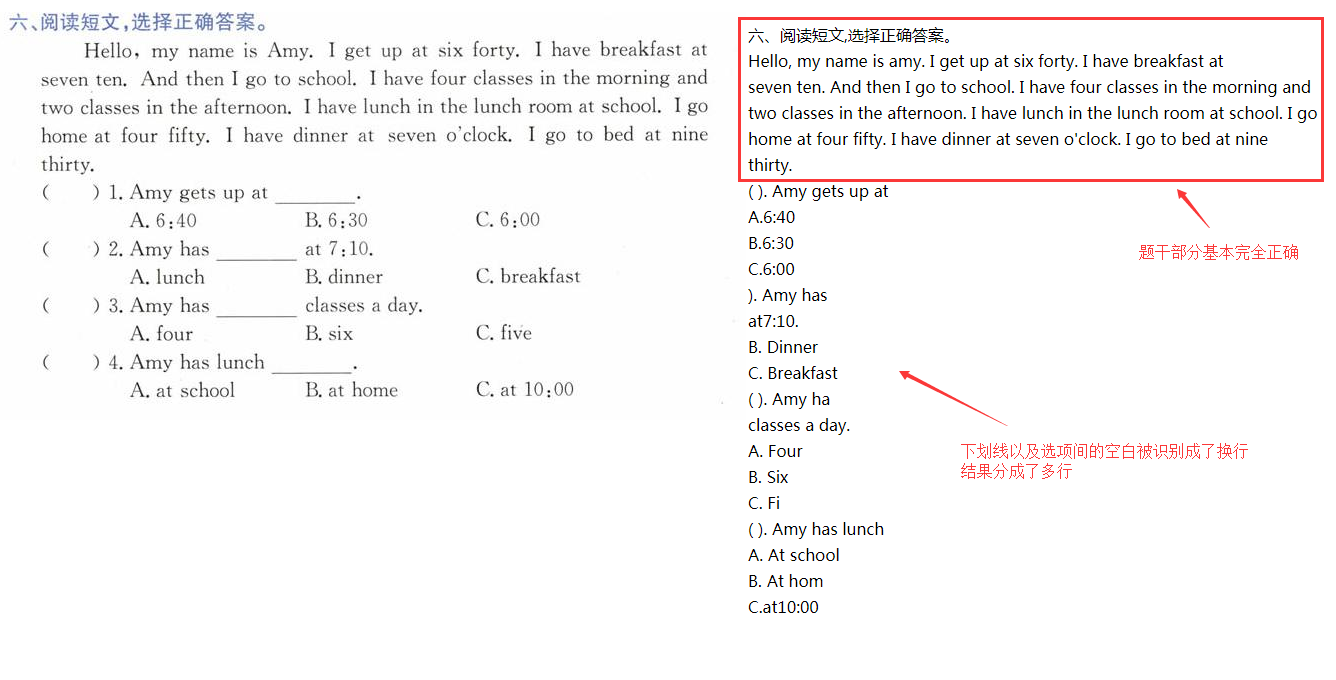 六、阅读短文,选择正确答案。
Hello, my name is Amy. I get up at six forty. I have breakfast at
seven ten. And then I go to school. I have four classes in the morning and
two classes in the afternoon. I have lunch in the lunch room at school. I go
home at four fifty. I have dinner at seven o'clock. I go to bed at nine
thirty.
( ) 1. Amy gets up at ________.
A. 6:40 B. 6:30 C. 6:00
( ) 2. Amy has ________ at 7:10.
A. lunch B. dinner C. breakfast
( ) 3. Amy has ________ classes a day.
A. four B. six C. five
( ) 4. Amy has lunch ________.
A. at school B. at home C. at 10:00
六、阅读短文,选择正确答案。
Hello, my name is amy. I get up at six forty. I have breakfast at
seven ten. And then I go to school. I have four classes in the morning and
two classes in the afternoon. I have lunch in the lunch room at school. I go
home at four fifty. I have dinner at seven o'clock. I go to bed at nine
thirty.
( ). Amy gets up at
A.6:40
B.6:30
C.6:00
). Amy has
at7:10.
B. Dinner
C. Breakfast
( ). Amy ha
classes a day.
A. Four
B. Six
C. Fi
( ). Amy has lunch
A. At school
B. At hom
C.at10:00
题干部分基本完全正确
下划线以及选项间的空白被识别成了换行
结果分成了多行